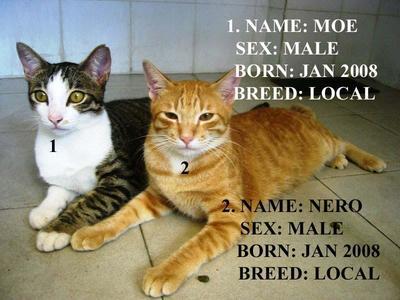 1. NAME: MOE
SEX: MALE
BORN: JAN 2008
BREED: LOCAL
1
2
2. NAME: NERO
SEX: MALE
BORN: JAN 2008
BREED: LOCAL